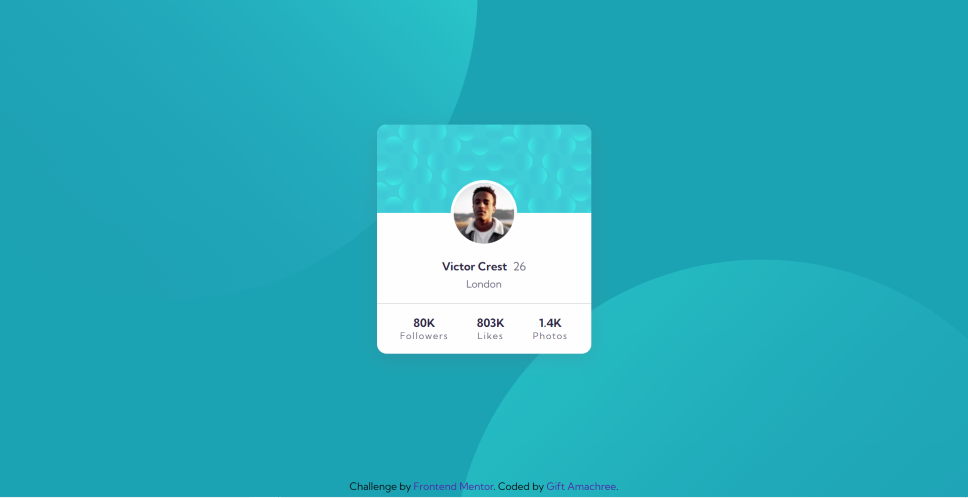 Victor Crest 26
London
80K 803K 1.4K
Followers Likes Photos
Challenge by Frontend Mentor. Coded by Gift Amachree.